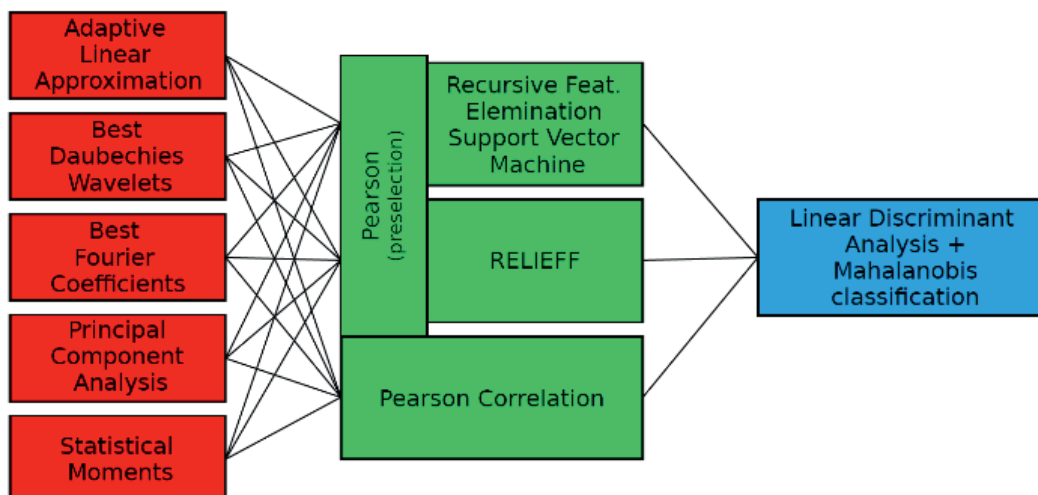 Adaptive
Linear
Approximation
Best
Daubechies
Wavelets
Best
Fourier
Coefficients
Principal
Component
Analysis
Statistical
Moments
Pearson
(preselection)
Recursive Feat.
Elemination
Support Vector
Machine
RELIEFF
Pearson Correlation
Linear Discriminant
Analysis +
Mahalanobis
classification